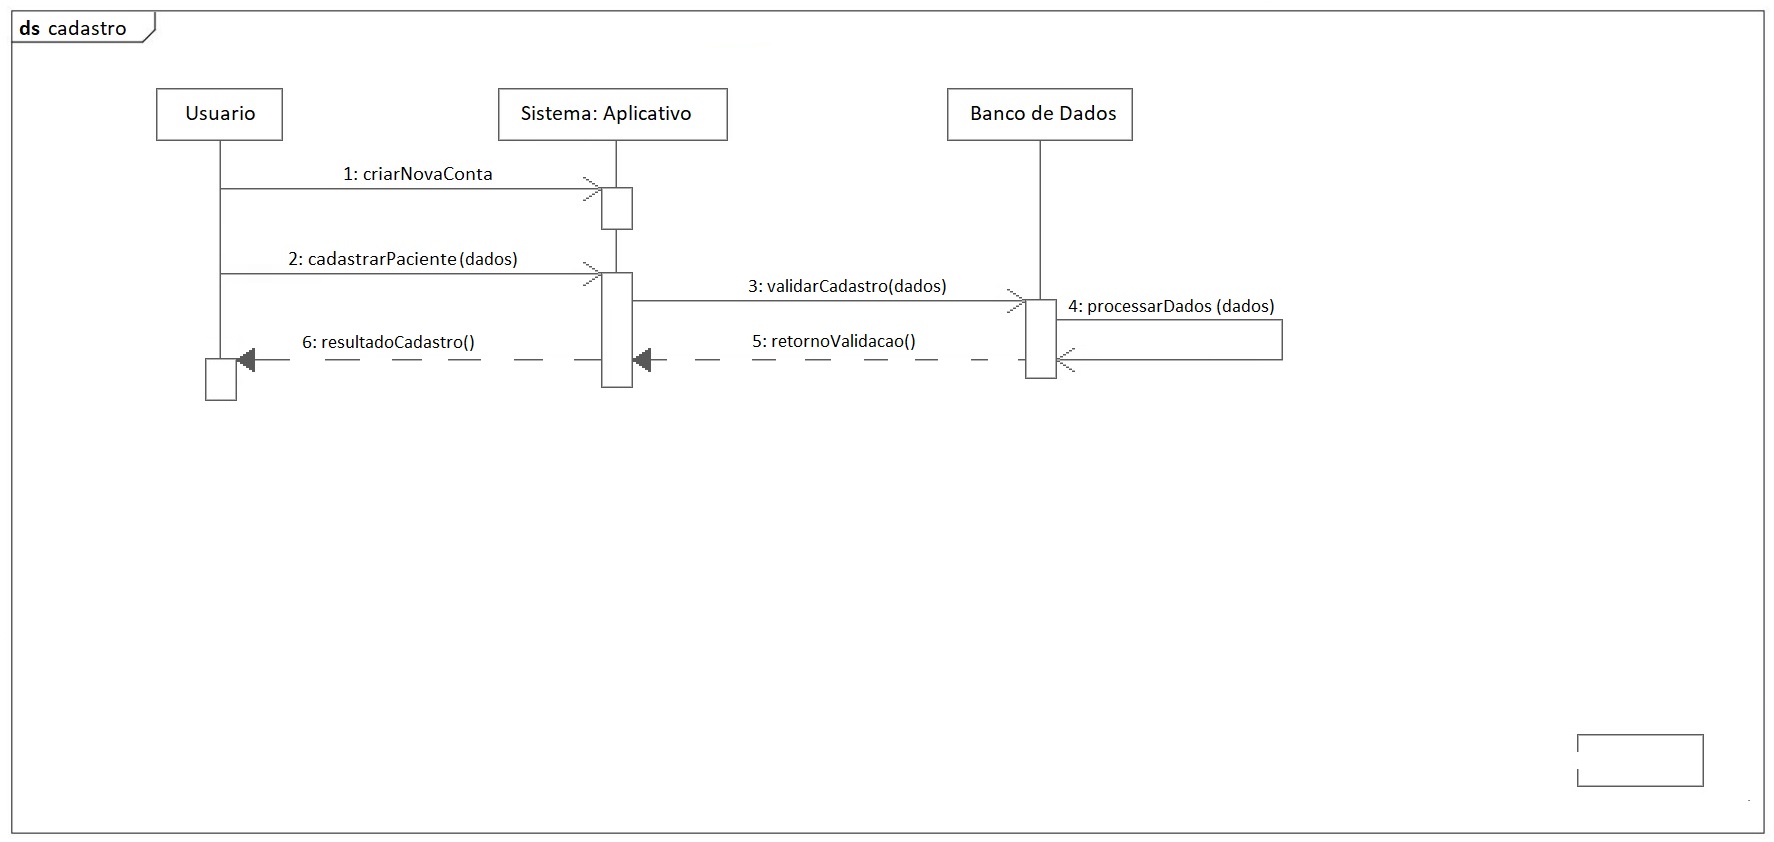 ds cadastro
Usuario
Sistema: Aplicativo
Banco de Dados
1: criarNovaConta
2: cadastrarPaciente (dados)
3: validarCadastro(dados)
4: processarDados (dados)
5: retornoValidacao()
6: resultadoCadastro()